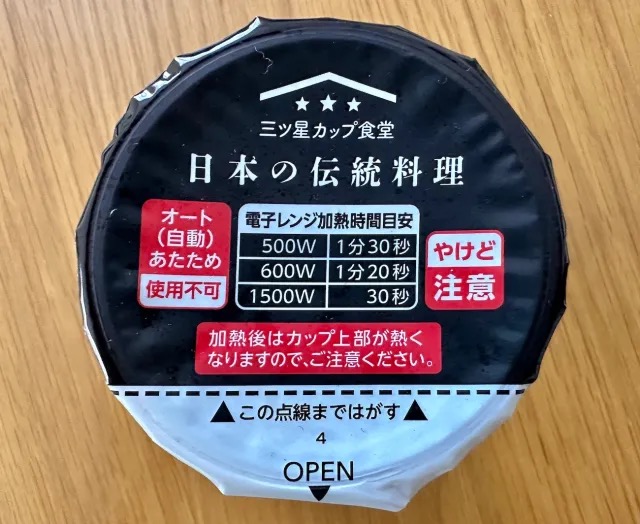 ★★★
三ツ星カップ食堂
日本の伝統料理
オート
(自動)
あたため
使用不可
電子レンジ加熱時間目安
500W 1分30秒
600W 1分20秒
1500W 30秒
やけど
注意
加熱後はカップ上部が熱く
なりますので、ご注意ください。
▲この点線まではがす▲
4
OPEN
▼